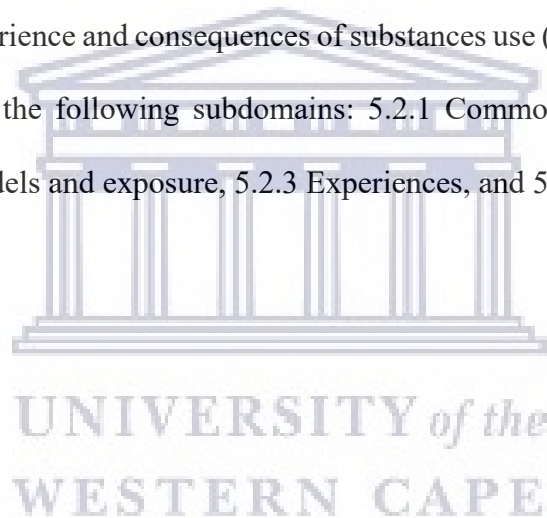 rience and consequences of substances use (
the following subdomains: 5.2.1 Commo
dels and exposure, 5.2.3 Experiences, and 5
UNIVERSITY of the
WESTERN CAPE